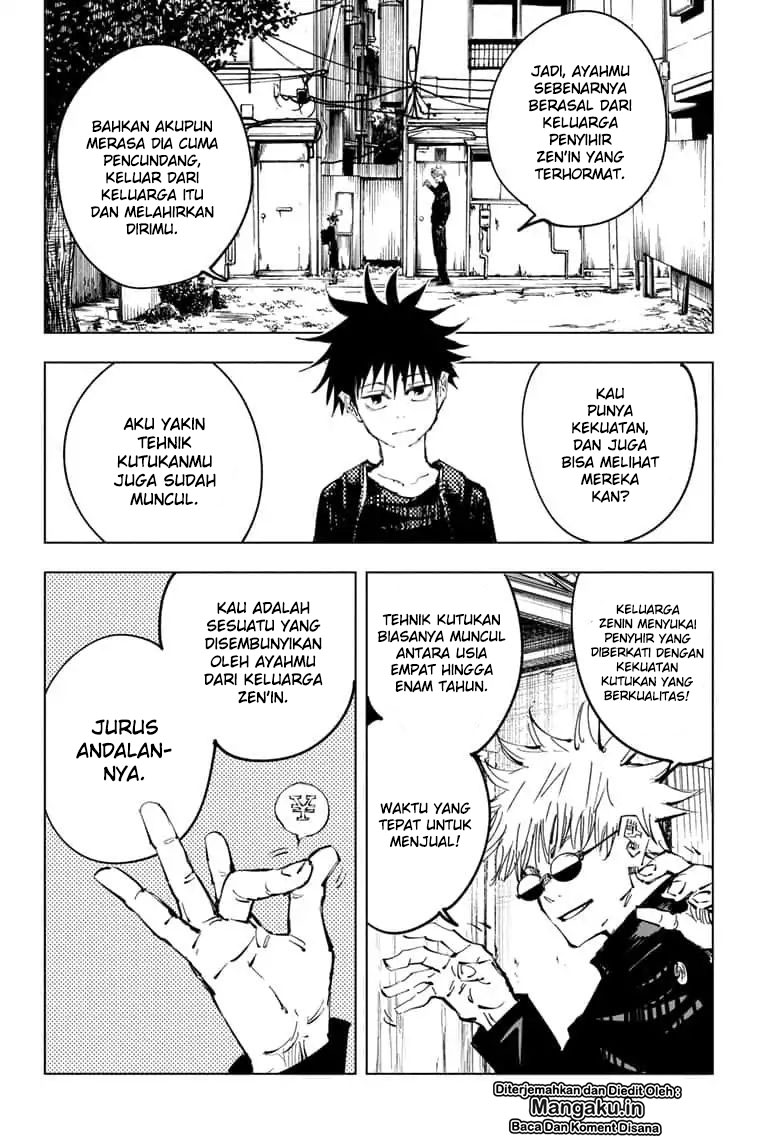 JADI, AYAHMU
SEBENARNYA
BERASAL DARI
KELUARGA
PENYIHIR
ZEN'IN YANG
TERHORMAT.
BAHKAN AKUPUN
MERASA DIA CUMA
PENCUNDANG,
KELUAR DARI
KELUARGA ITU
DAN MELAHIRKAN
DIRIMU.
KAU
PUNYA
KEKUATAN,
DAN JUGA
BISA MELIHAT
MEREKA
KAN?
AKU YAKIN
TEHNIK
KUTUKANMU
JUGA SUDAH
MUNCUL.
KELUARGA
ZENIN MENYUKAI
PENYHIR YANG
DIBERKATI DENGAN
KEKUATAN
KUTUKAN YANG
BERKUALITAS!
TEHNIK KUTUKAN
BIASANYA MUNCUL
ANTARA USIA
EMPAT HINGGA
ENAM TAHUN.
WAKTU YANG
TEPAT UNTUK
MENJUAL!
KAU ADALAH
SESUATU YANG
DISEMBUNYIKAN
OLEH AYAHMU
DARI KELUARGA
ZEN'IN.
JURUS
ANDALAN-
NYA.
¥
Diterjemahkan dan Diedit Oleh :
Mangaku.in
Baca Dan Koment Disana